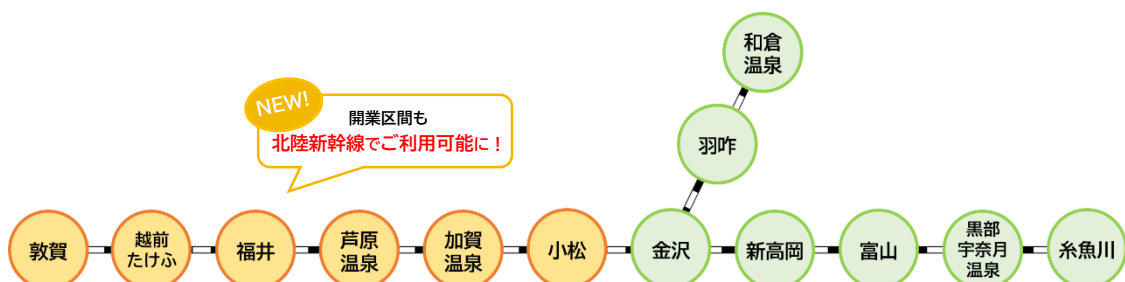 和倉
温泉
NEW!
開業区間も
北陸新幹線でご利用可能に！
羽咋
敦賀
越前
たけふ
福井
芦原
温泉
加賀
温泉
小松
金沢
新高岡
富山
黒部
宇奈月
温泉
糸魚川